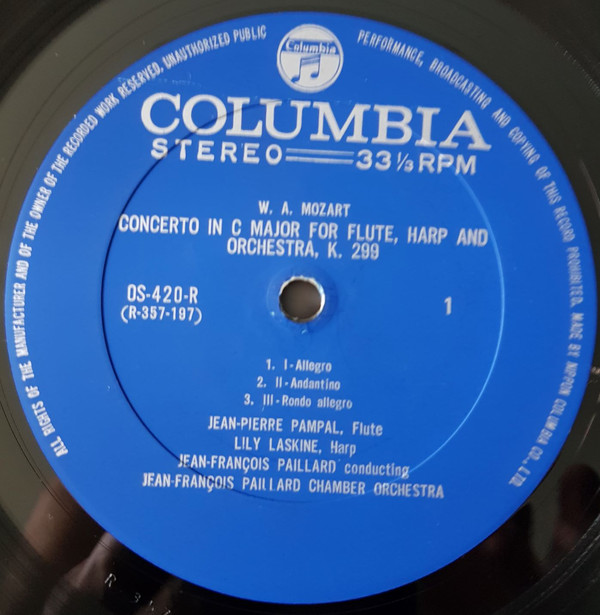 ALL RIGHTS OF THE MANUFACTURER AND OF THE OWNER OF THE RECORDED WORK RESERVED, UNAUTHORIZED PUBLIC PERFORMANCE, BROADCASTING AND COPYING OF THIS RECORD PROHIBITED. MADE BY NIPPON COLUMBIA CO., LTD.
Columbia
COLUMBIA
STEREO 33⅓ RPM
W. A. MOZART
CONCERTO IN C MAJOR FOR FLUTE, HARP AND
ORCHESTRA, K. 299
OS-420-R
(R-357-197)
1
1. I-Allegro
2. II-Andantino
3. III-Rondo allegro
JEAN-PIERRE PAMPAL, Flute
LILY LASKINE, Harp
JEAN-FRANÇOIS PAILLARD conducting
JEAN-FRANÇOIS PAILLARD CHAMBER ORCHESTRA